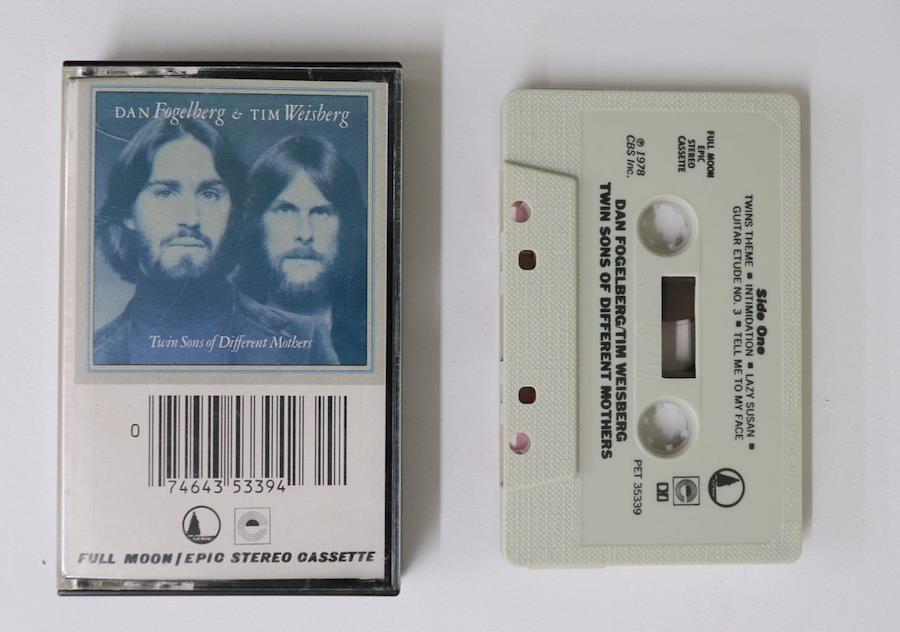 DAN Fogelberg & TIM Weisberg
Twin Sons of Different Mothers
0
74643 53394
FULL MOON/EPIC STEREO CASSETTE
FULL MOON
EPIC
STEREO
CASSETTE
℗ 1978
CBS Inc.
Side One
TWINS THEME ▪ INTIMIDATION ▪ LAZY SUSAN ▪
GUITAR ETUDE NO. 3 ▪ TELL ME TO MY FACE
DAN FOGELBERG/TIM WEISBERG
TWIN SONS OF DIFFERENT MOTHERS
PET 35339